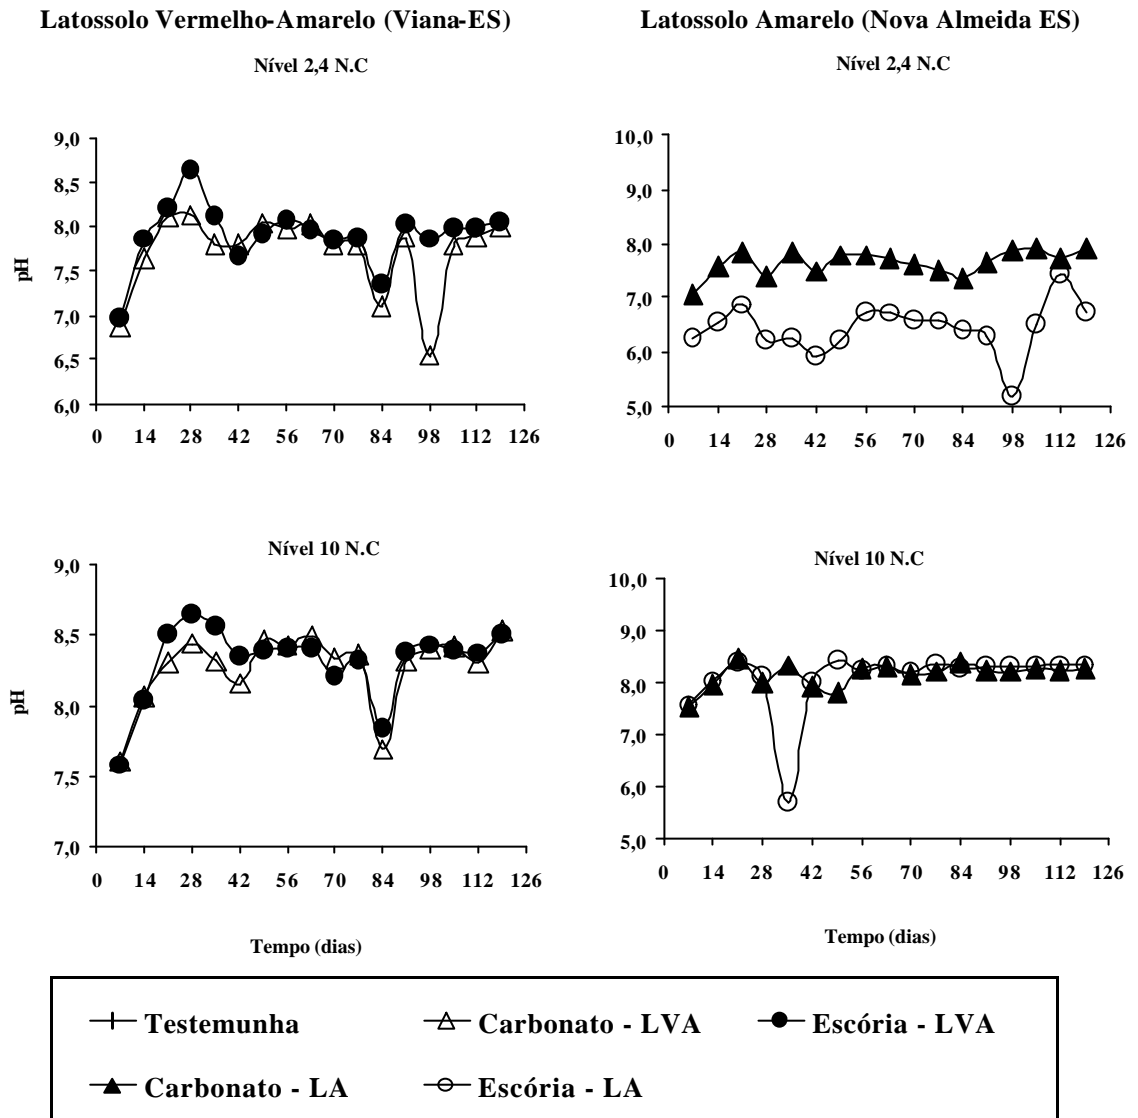 Latossolo Vermelho-Amarelo (Viana-ES)
Nível 2,4 N.C
9,0
8,5
8,0
7,5
7,0
6,5
6,0
pH
0 14 28 42 56 70 84 98 112 126
Latossolo Amarelo (Nova Almeida ES)
Nível 2,4 N.C
10,0
9,0
8,0
7,0
6,0
5,0
0 14 28 42 56 70 84 98 112 126
Nível 10 N.C
9,0
8,5
8,0
7,5
7,0
pH
0 14 28 42 56 70 84 98 112 126
Tempo (dias)
Nível 10 N.C
10,0
9,0
8,0
7,0
6,0
5,0
0 14 28 42 56 70 84 98 112 126
Tempo (dias)
Testemunha Carbonato - LVA Escória - LVA
Carbonato - LA Escória - LA